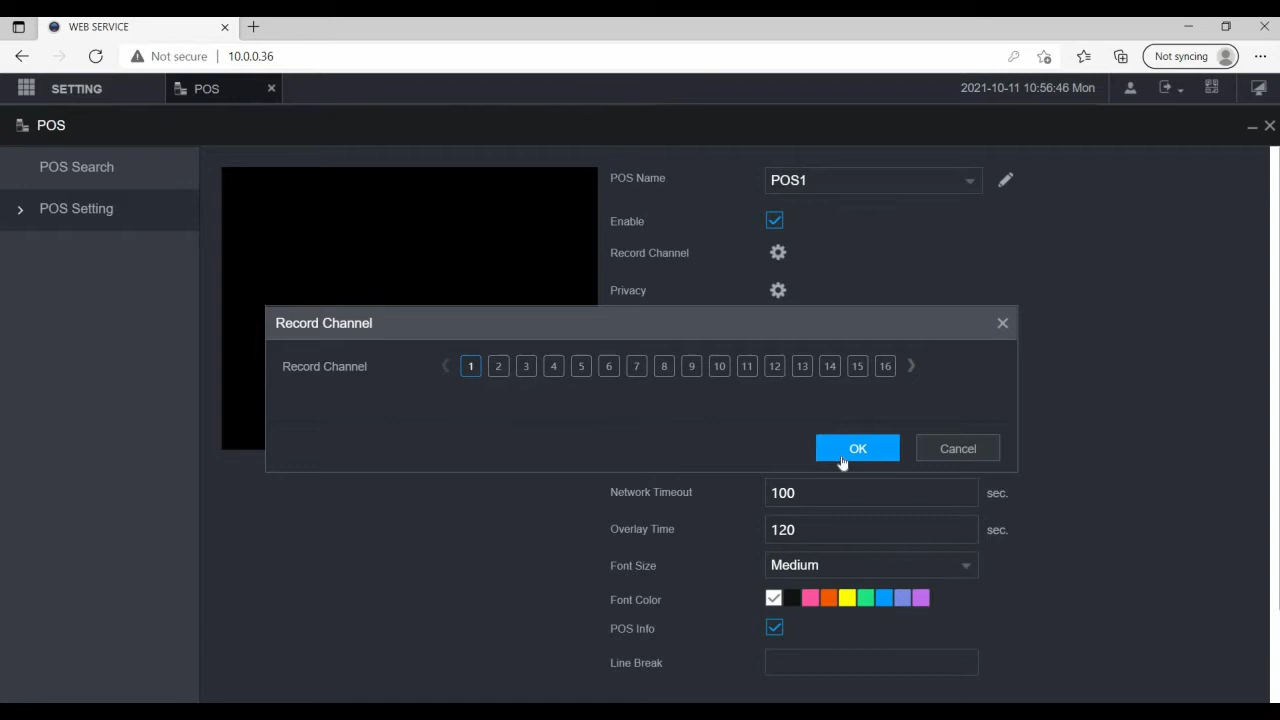 WEB SERVICE
Not secure 10.0.0.36 Not syncing
SETTING POS 2021-10-11 10:56:46 Mon
POS
POS Search
POS Setting
POS Name POS1
Enable
Record Channel
Privacy
Record Channel
Record Channel 1 2 3 4 5 6 7 8 9 10 11 12 13 14 15 16
OK Cancel
Network Timeout 100 sec.
Overlay Time 120 sec.
Font Size Medium
Font Color
POS Info
Line Break